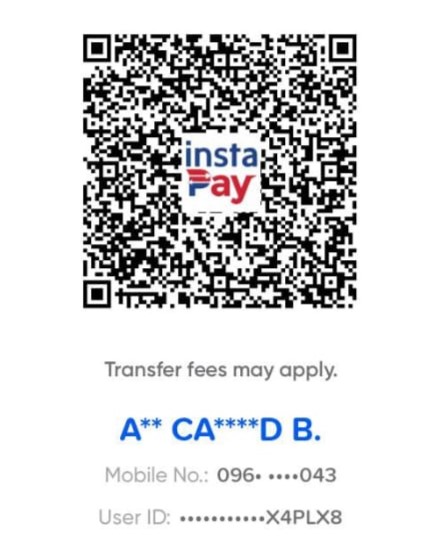 insta
Pay
Transfer fees may apply.
A** CA****D B.
Mobile No.: 096• ••••043
User ID: •••••••••••X4PLX8